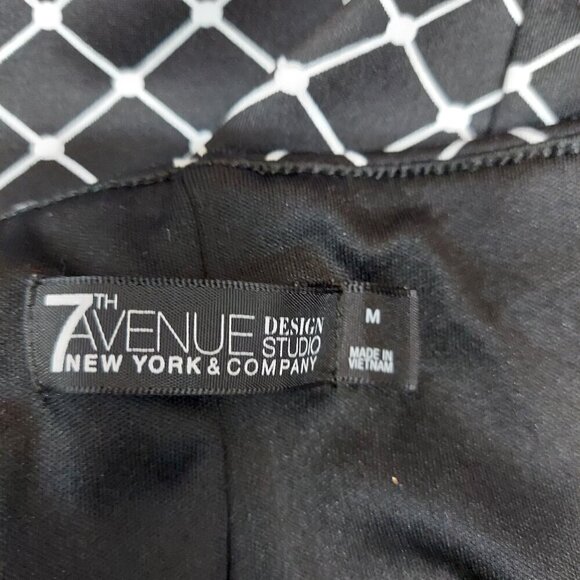 7TH
AVENUE DESIGN STUDIO
NEW YORK & COMPANY
M
MADE IN
VIETNAM